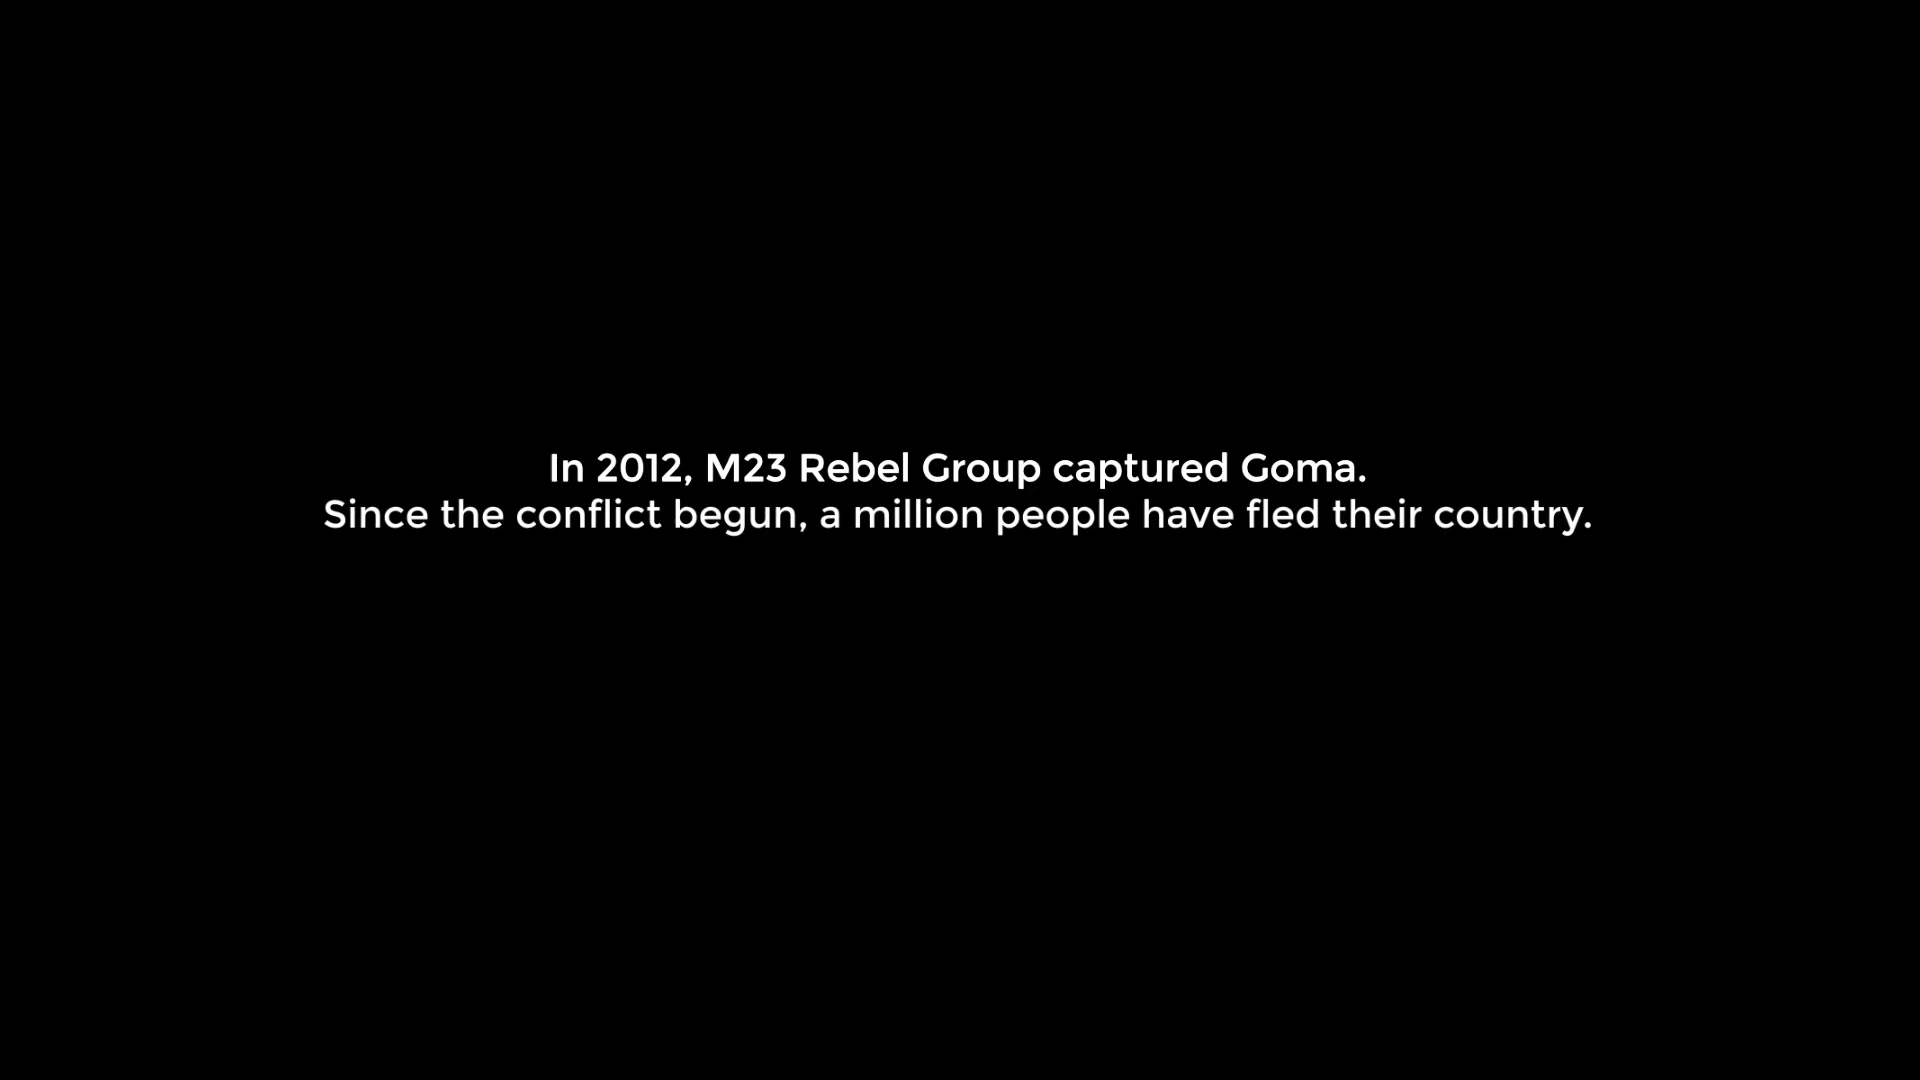 In 2012, M23 Rebel Group captured Goma.
Since the conflict begun, a million people have fled their country.